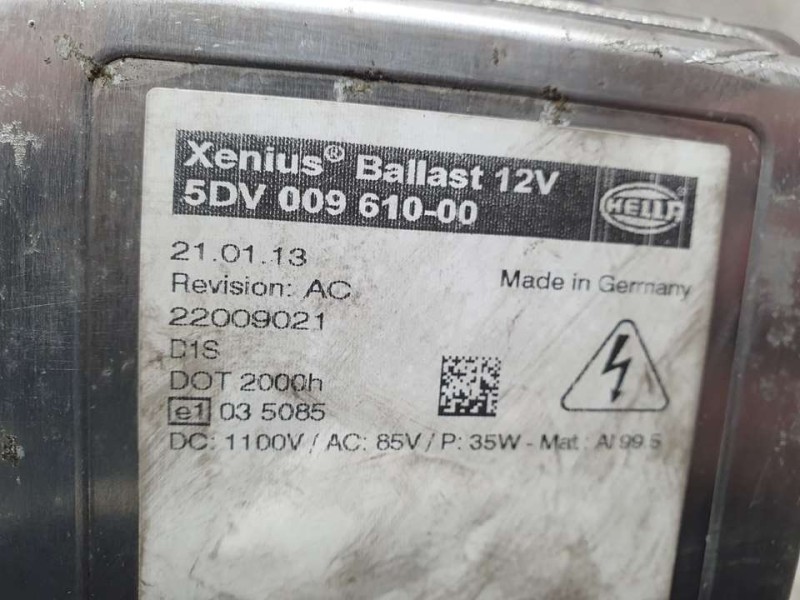 Xenius® Ballast 12V
5DV 009 610-00
HELLA
21.01.13
Made in Germany
Revision: AC
22009021
D1S
DOT 2000h
e1 03 5085
DC: 1100V / AC: 85V / P: 35W - Mat.: Al 99.5